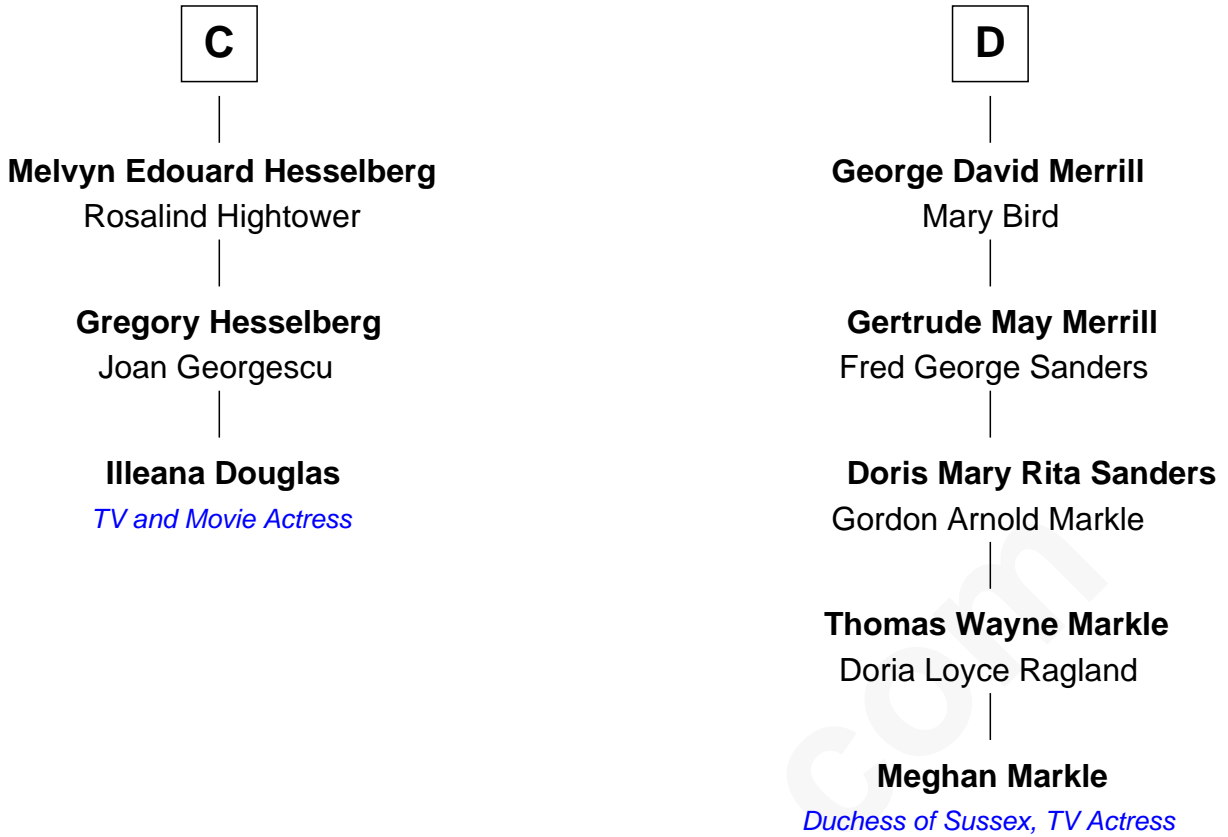 C
Melvyn Edouard Hesselberg
Rosalind Hightower
Gregory Hesselberg
Joan Georgescu
Illeana Douglas
TV and Movie Actress
D
George David Merrill
Mary Bird
Gertrude May Merrill
Fred George Sanders
Doris Mary Rita Sanders
Gordon Arnold Markle
Thomas Wayne Markle
Doria Loyce Ragland
Meghan Markle
Duchess of Sussex, TV Actress
com